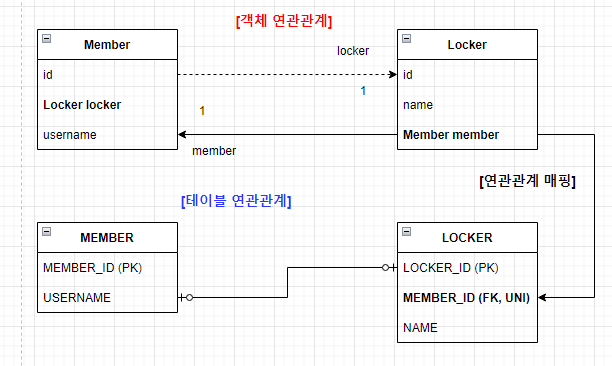 [객체 연관관계]
Member
Locker
locker
id
id
1
Locker locker
name
1
username
Member member
member
[연관관계 매핑]
[테이블 연관관계]
MEMBER
LOCKER
MEMBER_ID (PK)
LOCKER_ID (PK)
USERNAME
MEMBER_ID (FK, UNI)
NAME